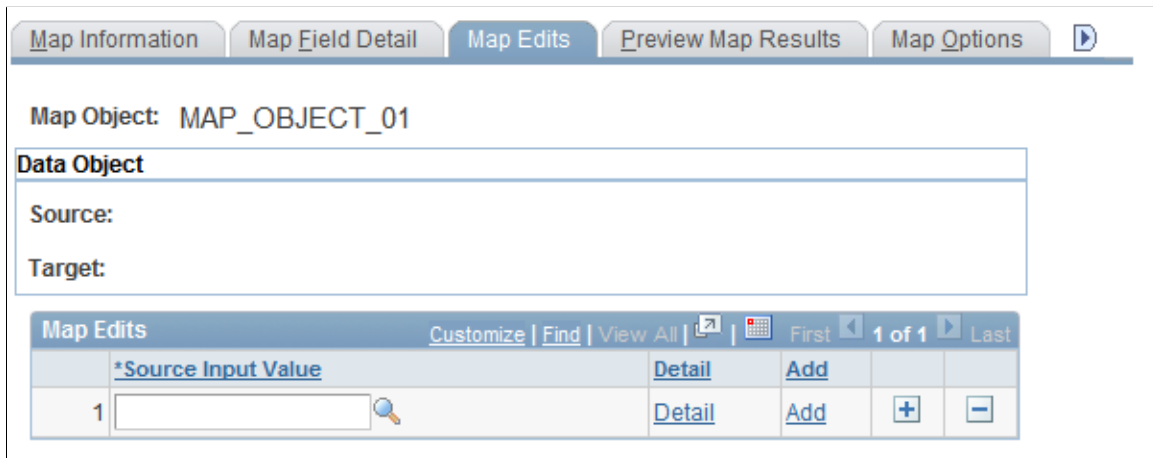 Map Information Map Field Detail Map Edits Preview Map Results Map Options
Map Object: MAP_OBJECT_01
Data Object
Source:
Target:
Map Edits Customize | Find | View All | | First 1 of 1 Last
*Source Input Value Detail Add
1 Detail Add